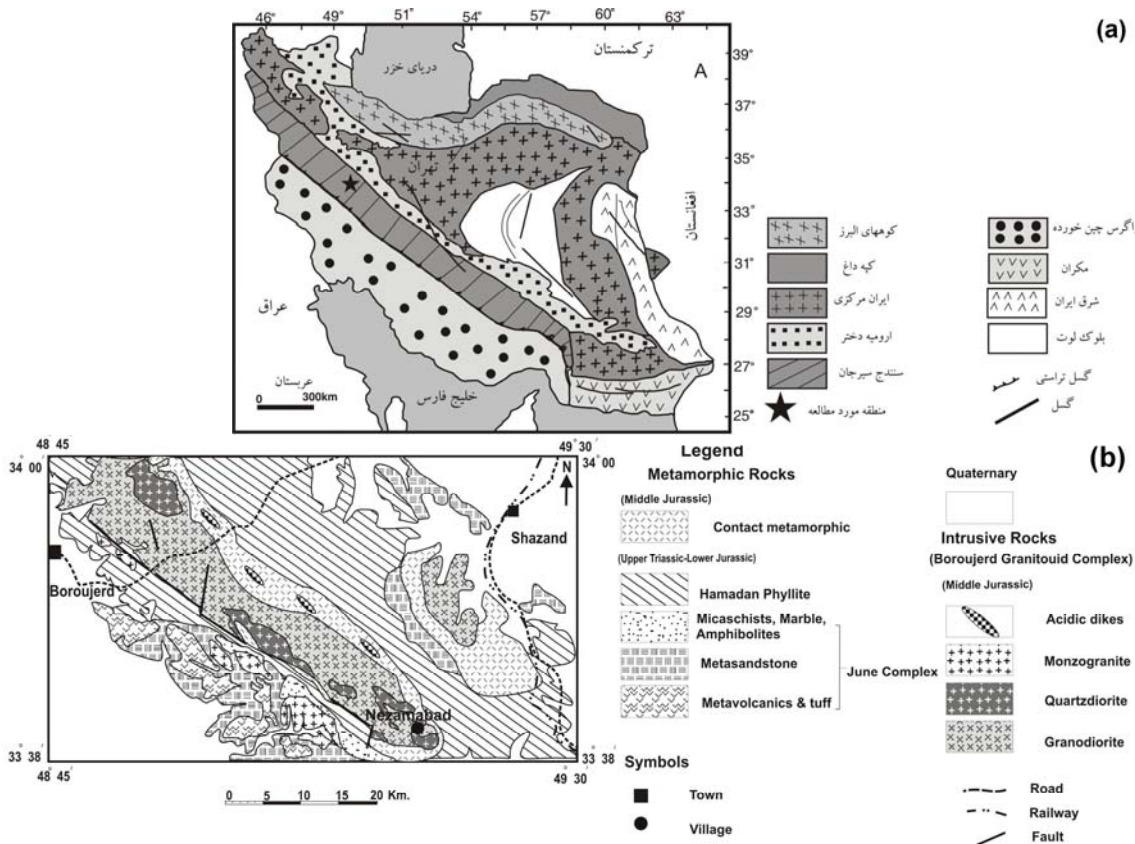 (a)
46° 49° 51° 54° 57° 60° 63°
39°
37°
35°
33°
31°
29°
27°
25°
ترکمنستان
A
دریای خزر
تهران
افغانستان
عراق
عربستان
خلیج فارس
0 300km
کوههای البرز
کپه داغ
ایران مرکزی
ارومیه دختر
سنندج سیرجان
منطقه مورد مطالعه
اگرس چین خورده
مکران
شرق ایران
بلوک لوت
گسل تراستی
گسل
(b)
48 45
49 30
34 00
34 00
N
Shazand
Boroujerd
Nezamabad
33 38
33 38
48 45
49 30
0 5 10 15 20 Km.
Legend
Metamorphic Rocks
(Middle Jurassic)
Contact metamorphic
(Upper Triassic-Lower Jurassic)
Hamadan Phyllite
Micaschists, Marble,
Amphibolites
Metasandstone
Metavolcanics & tuff
June Complex
Symbols
Town
Village
Quaternary
Intrusive Rocks
(Boroujerd Granitouid Complex)
(Middle Jurassic)
Acidic dikes
Monzogranite
Quartzdiorite
Granodiorite
Road
Railway
Fault